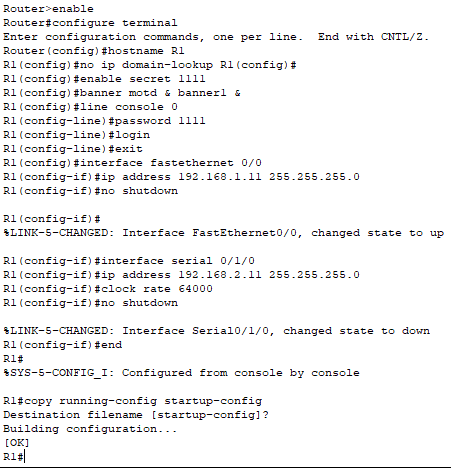 Router>enable
Router#configure terminal
Enter configuration commands, one per line.  End with CNTL/Z.
Router(config)#hostname R1
R1(config)#no ip domain-lookup R1(config)#
R1(config)#enable secret 1111
R1(config)#banner motd & banner1 &
R1(config)#line console 0
R1(config-line)#password 1111
R1(config-line)#login
R1(config-line)#exit
R1(config)#interface fastethernet 0/0
R1(config-if)#ip address 192.168.1.11 255.255.255.0
R1(config-if)#no shutdown
R1(config-if)#
%LINK-5-CHANGED: Interface FastEthernet0/0, changed state to up
R1(config-if)#interface serial 0/1/0
R1(config-if)#ip address 192.168.2.11 255.255.255.0
R1(config-if)#clock rate 64000
R1(config-if)#no shutdown
%LINK-5-CHANGED: Interface Serial0/1/0, changed state to down
R1(config-if)#end
R1#
%SYS-5-CONFIG_I: Configured from console by console
R1#copy running-config startup-config
Destination filename [startup-config]?
Building configuration...
[OK]
R1#